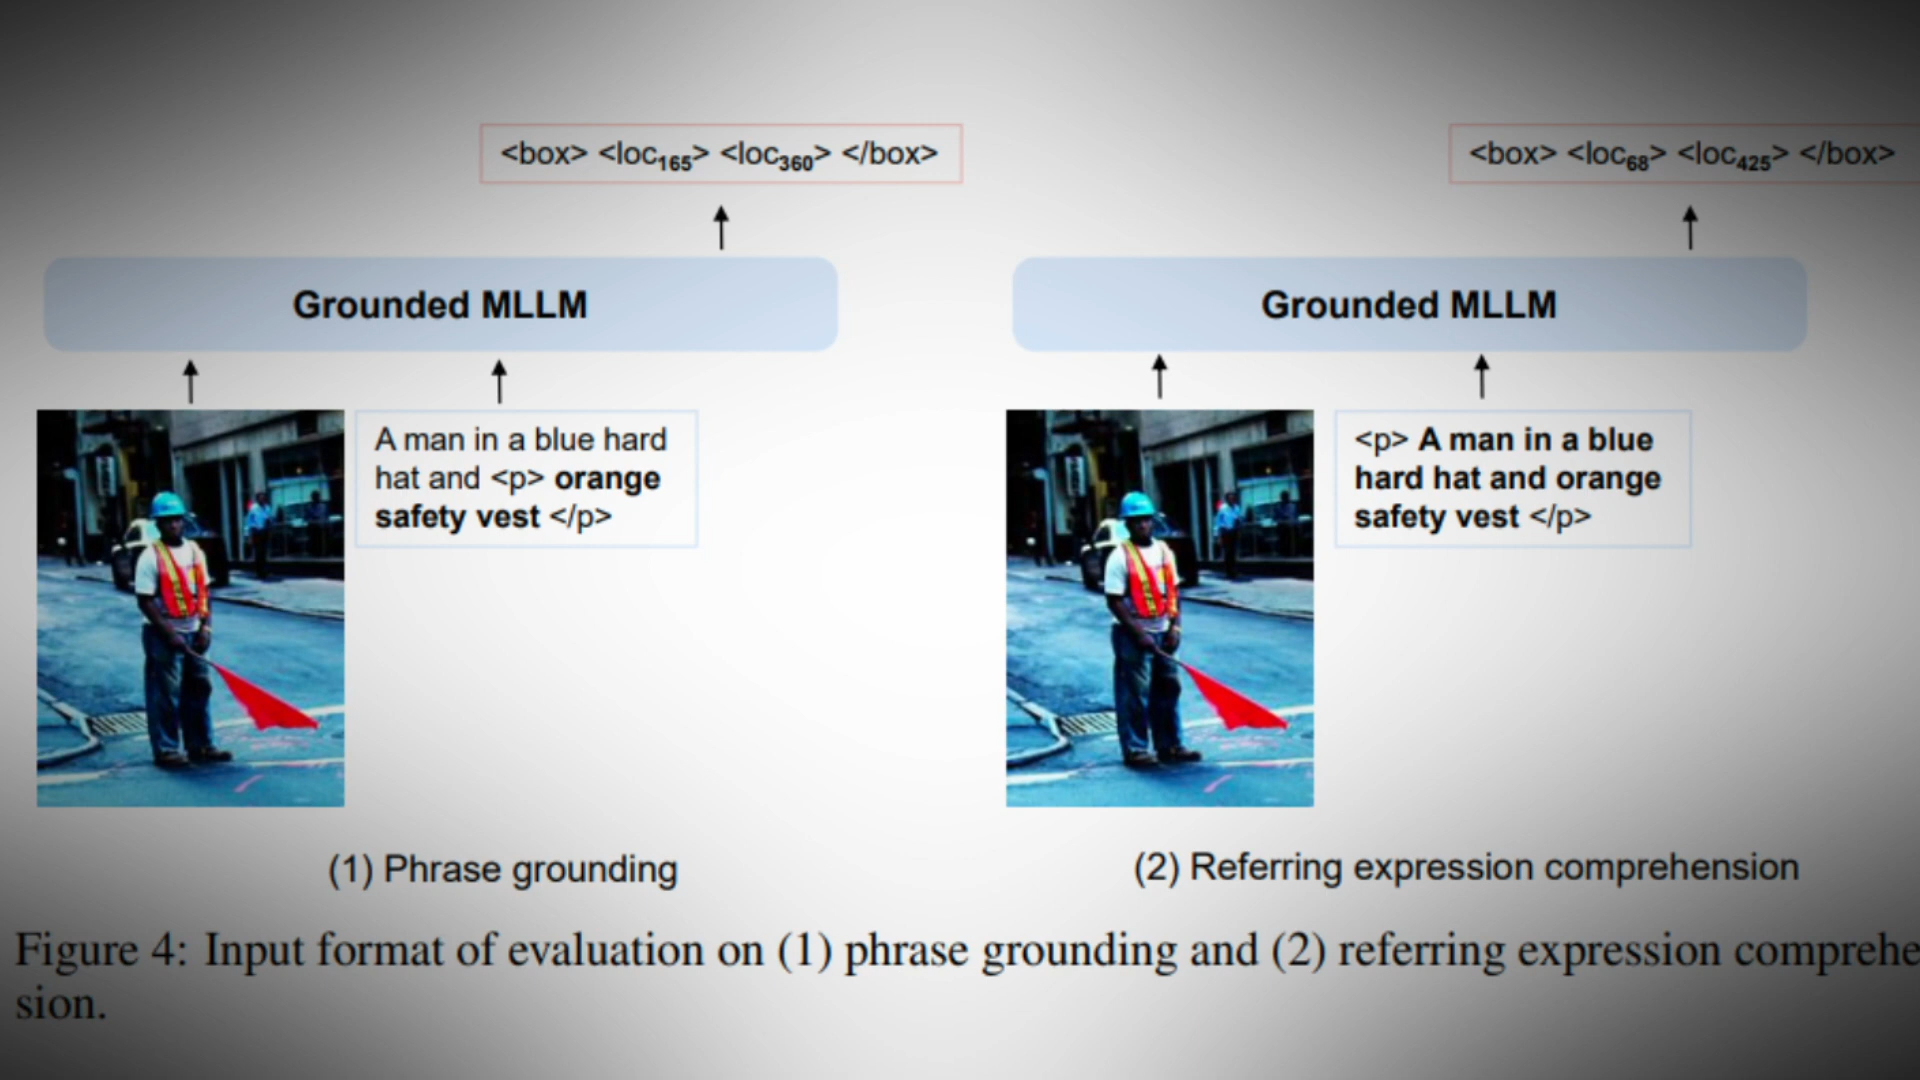 <box> <loc165> <loc360> </box>
<box> <loc68> <loc425> </box>
Grounded MLLM
Grounded MLLM
A man in a blue hard
hat and <p> orange
safety vest </p>
<p> A man in a blue
hard hat and orange
safety vest </p>
(1) Phrase grounding
(2) Referring expression comprehension
Figure 4: Input format of evaluation on (1) phrase grounding and (2) referring expression comprehe
sion.